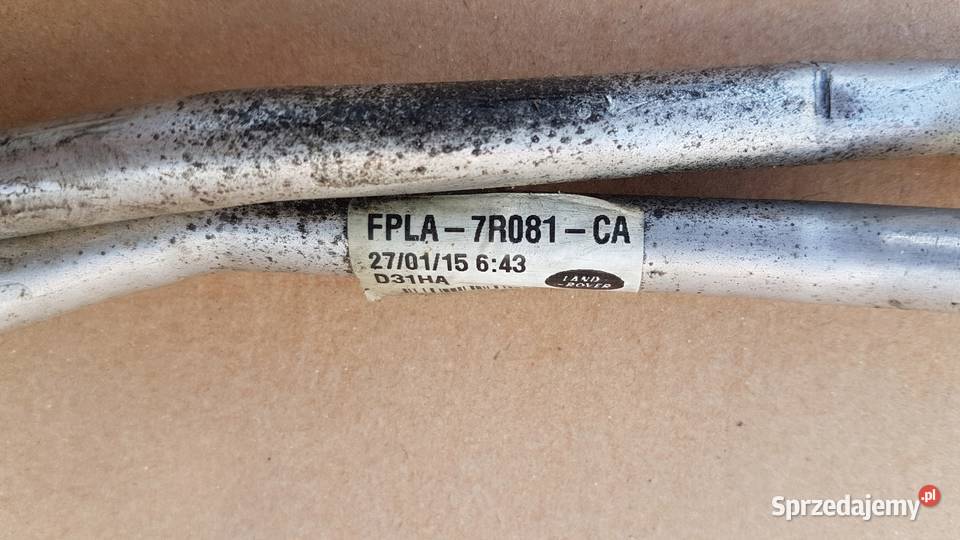 FPLA-7R081-CA
27/01/15 6:43
D31HA
LAND
-ROVER
Sprzedajemy.pl